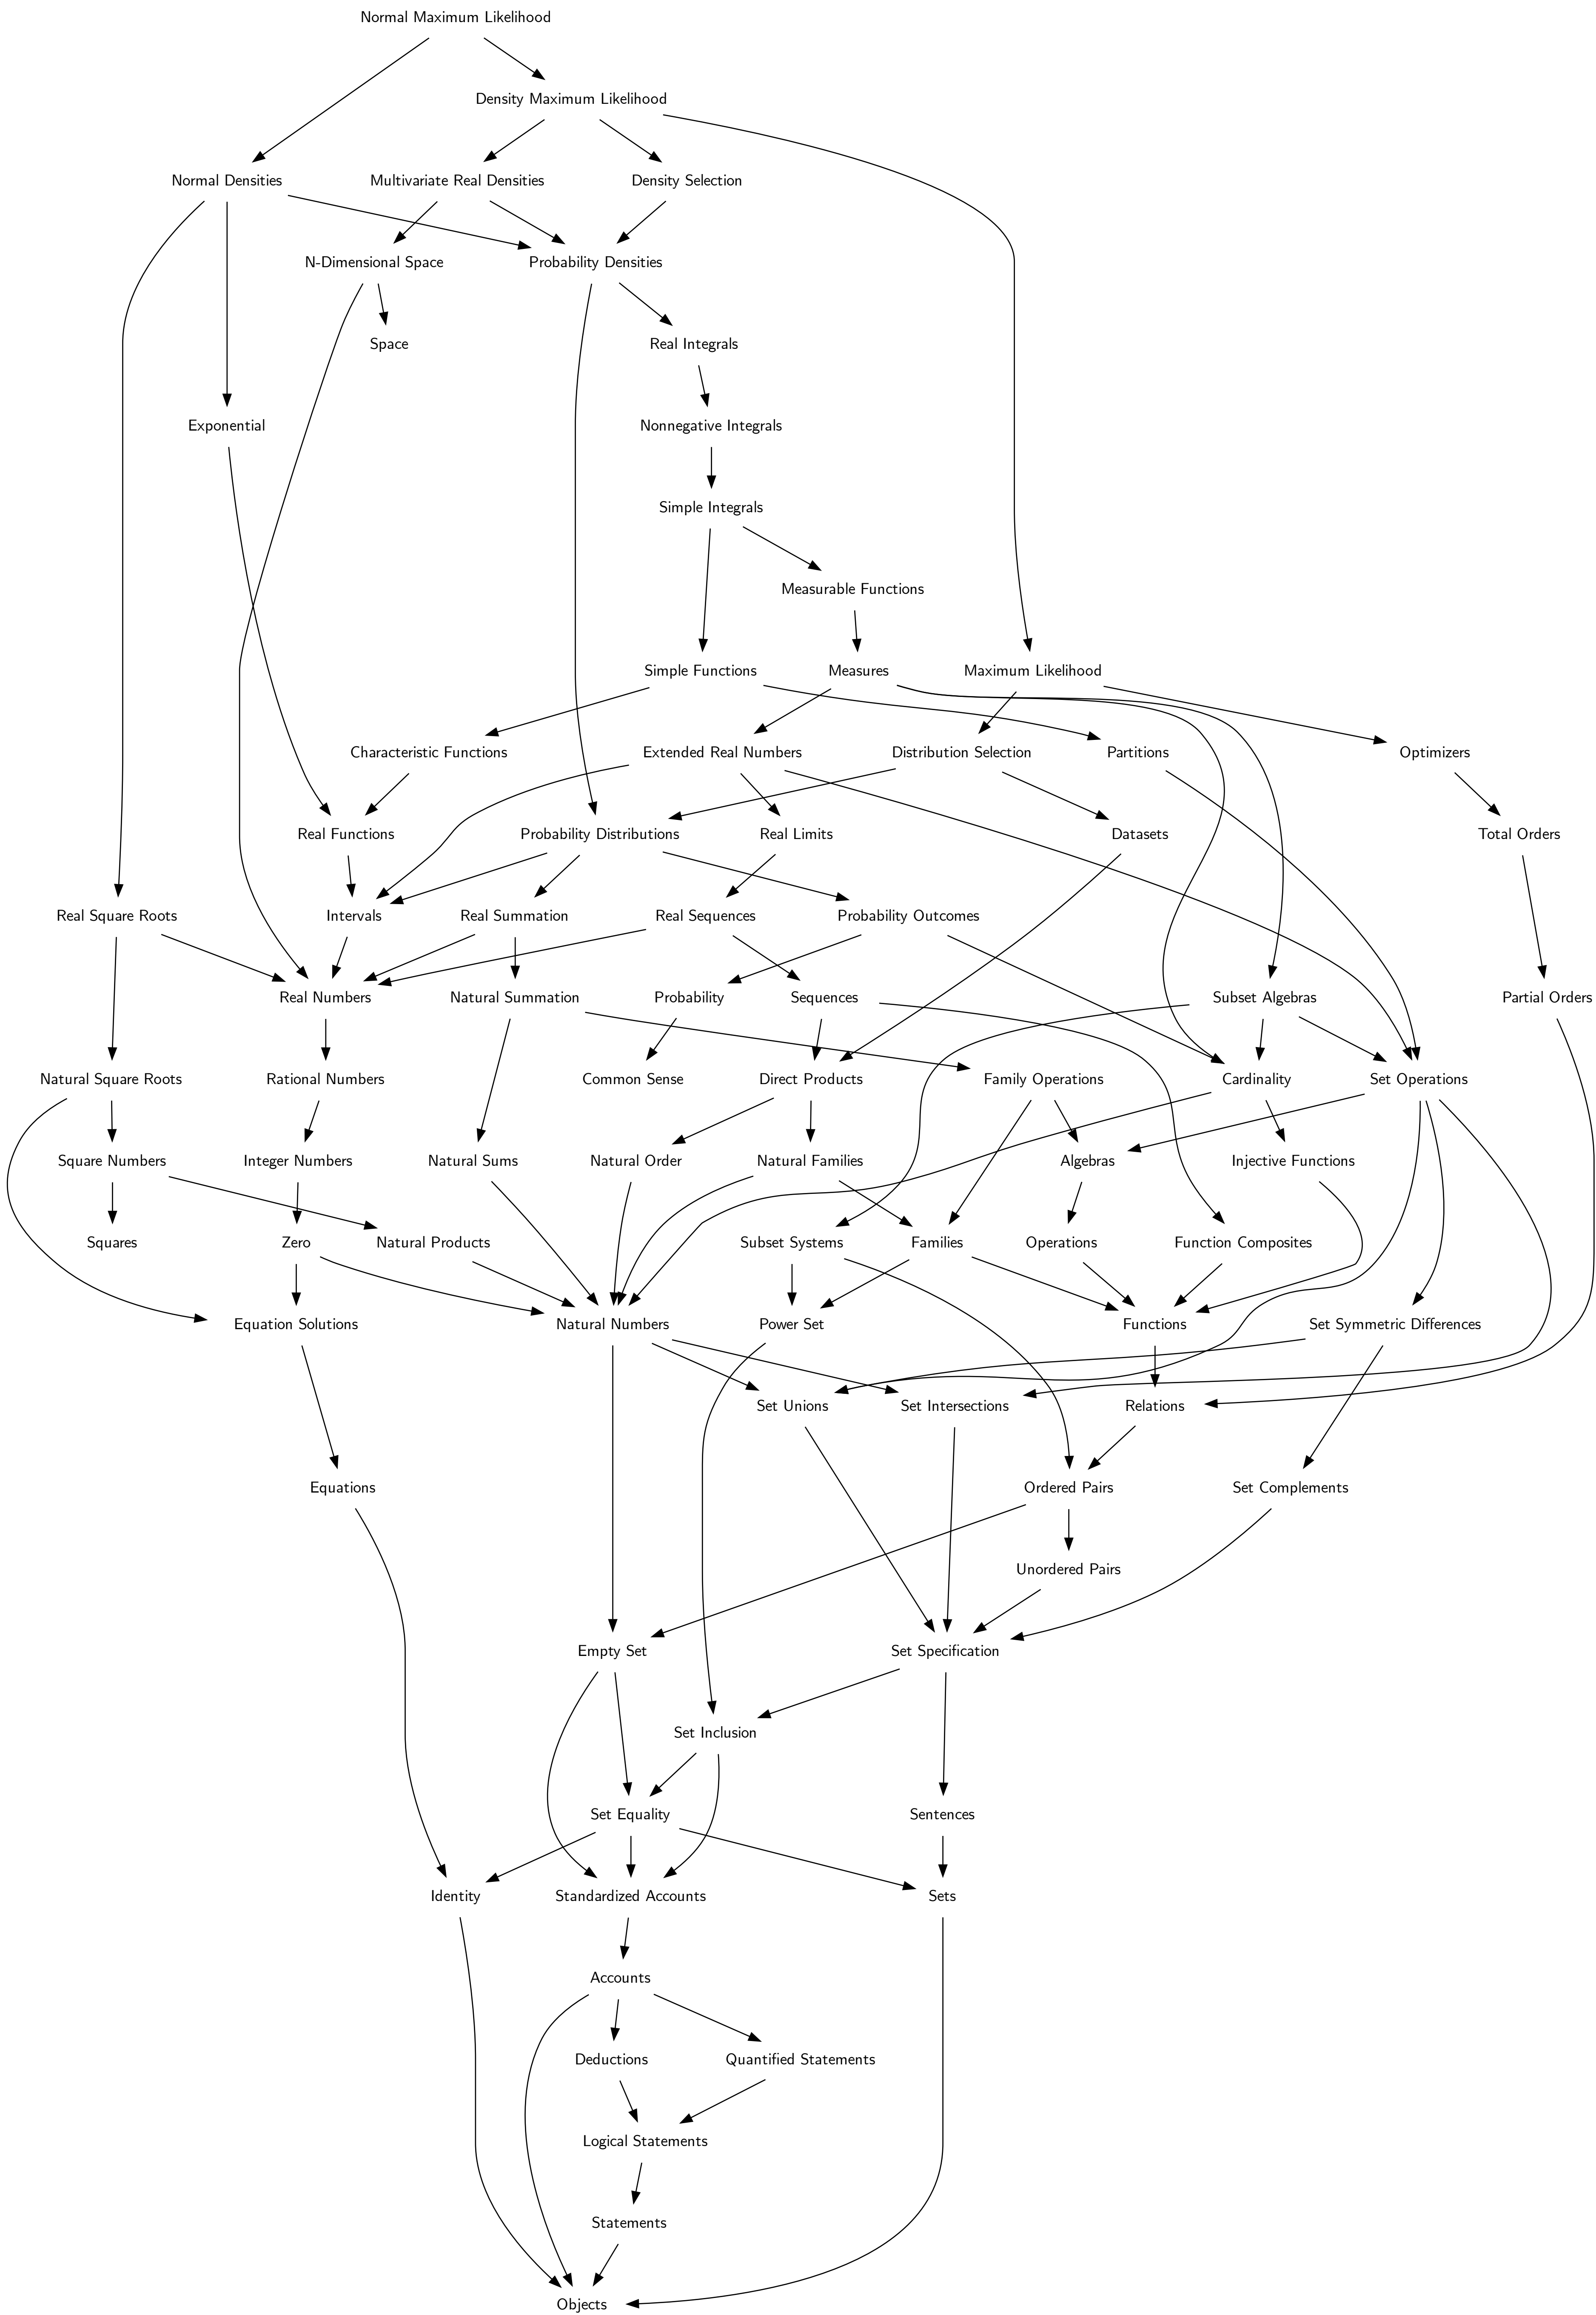 Normal Maximum Likelihood
Density Maximum Likelihood
Normal Densities
Multivariate Real Densities
Density Selection
N-Dimensional Space
Probability Densities
Space
Real Integrals
Exponential
Nonnegative Integrals
Simple Integrals
Measurable Functions
Simple Functions
Measures
Maximum Likelihood
Characteristic Functions
Extended Real Numbers
Distribution Selection
Partitions
Optimizers
Real Functions
Probability Distributions
Real Limits
Datasets
Total Orders
Real Square Roots
Intervals
Real Summation
Real Sequences
Probability Outcomes
Real Numbers
Natural Summation
Probability
Sequences
Subset Algebras
Partial Orders
Natural Square Roots
Rational Numbers
Common Sense
Direct Products
Family Operations
Cardinality
Set Operations
Square Numbers
Integer Numbers
Natural Sums
Natural Order
Natural Families
Algebras
Injective Functions
Squares
Zero
Natural Products
Subset Systems
Families
Operations
Function Composites
Equation Solutions
Natural Numbers
Power Set
Functions
Set Symmetric Differences
Set Unions
Set Intersections
Relations
Equations
Ordered Pairs
Set Complements
Unordered Pairs
Empty Set
Set Specification
Set Inclusion
Set Equality
Sentences
Identity
Standardized Accounts
Sets
Accounts
Deductions
Quantified Statements
Logical Statements
Statements
Objects